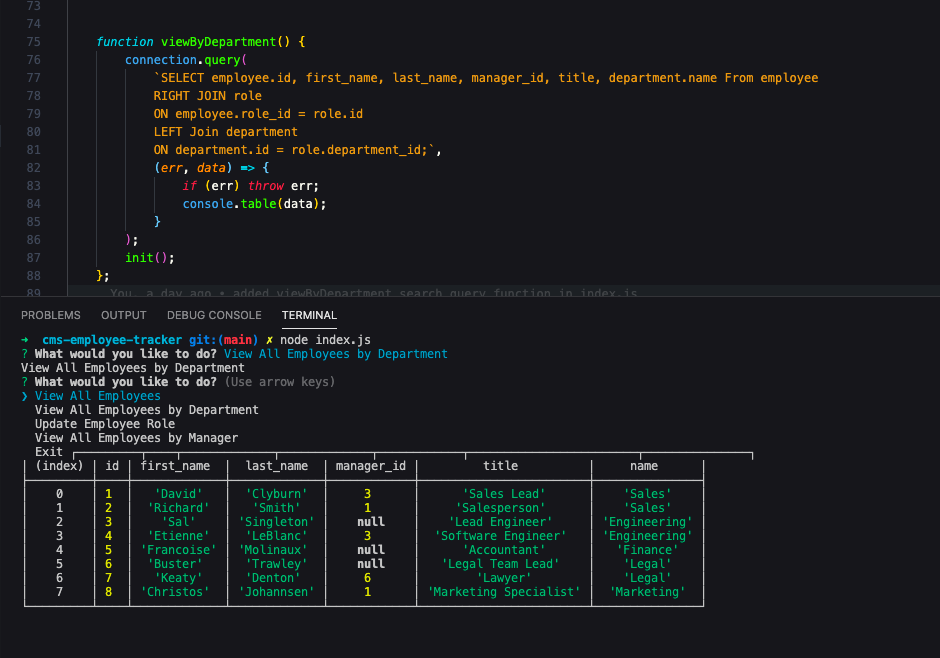 73
74
75 function viewByDepartment() {
76 connection.query(
77 `SELECT employee.id, first_name, last_name, manager_id, title, department.name From employee
78 RIGHT JOIN role
79 ON employee.role_id = role.id
80 LEFT Join department
81 ON department.id = role.department_id;`,
82 (err, data) => {
83 if (err) throw err;
84 console.table(data);
85 }
86 );
87 init();
88 };
89 You, a day ago • added viewByDepartment search query function in index.js
PROBLEMS OUTPUT DEBUG CONSOLE TERMINAL
→ cms-employee-tracker git:(main) ✗ node index.js
? What would you like to do? View All Employees by Department
View All Employees by Department
? What would you like to do? (Use arrow keys)
❯ View All Employees
View All Employees by Department
Update Employee Role
View All Employees by Manager
Exit
(index) id first_name last_name manager_id title name
0 1 'David' 'Clyburn' 3 'Sales Lead' 'Sales'
1 2 'Richard' 'Smith' 1 'Salesperson' 'Sales'
2 3 'Sal' 'Singleton' null 'Lead Engineer' 'Engineering'
3 4 'Etienne' 'LeBlanc' 3 'Software Engineer' 'Engineering'
4 5 'Francoise' 'Molinaux' null 'Accountant' 'Finance'
5 6 'Buster' 'Trawley' null 'Legal Team Lead' 'Legal'
6 7 'Keaty' 'Denton' 6 'Lawyer' 'Legal'
7 8 'Christos' 'Johannsen' 1 'Marketing Specialist' 'Marketing'